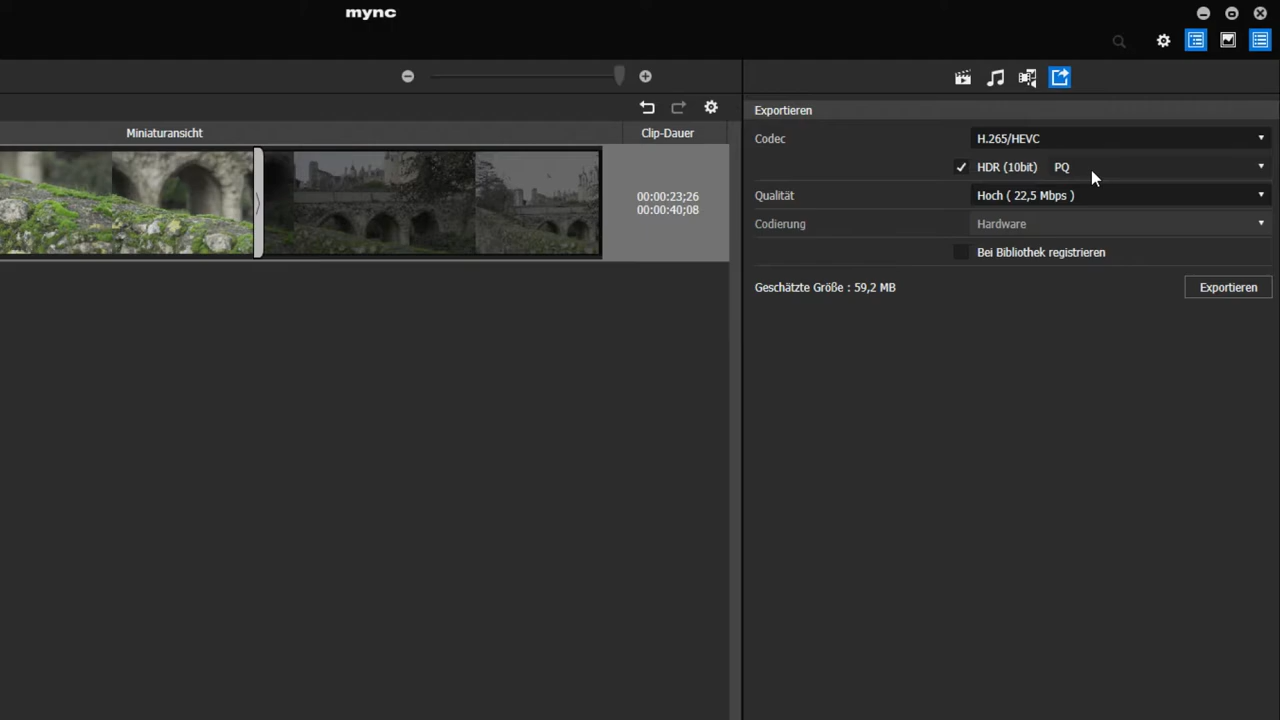 mync
Exportieren
Miniaturansicht
Clip-Dauer
Codec
H.265/HEVC
HDR (10bit) PQ
00:00:23;26
00:00:40;08
Qualität
Hoch ( 22,5 Mbps )
Codierung
Hardware
Bei Bibliothek registrieren
Geschätzte Größe : 59,2 MB
Exportieren